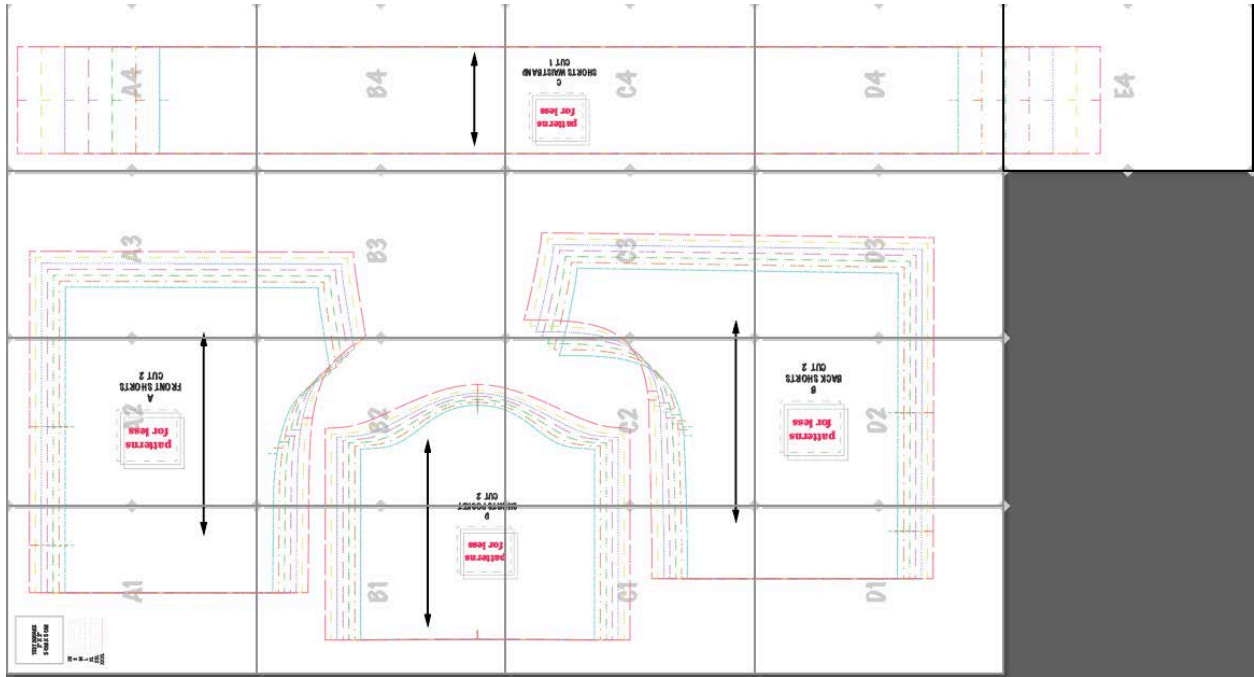 A4
B4
patterns
for less
C
SHORTS WAISTBAND
CUT 1
C4
D4
E4
A3
B3
C3
D3
patterns
for less
A
FRONT SHORTS
CUT 2
A2
B2
C2
patterns
for less
B
BACK SHORTS
CUT 2
D2
patterns
for less
D
CUT 2
A1
B1
C1
D1